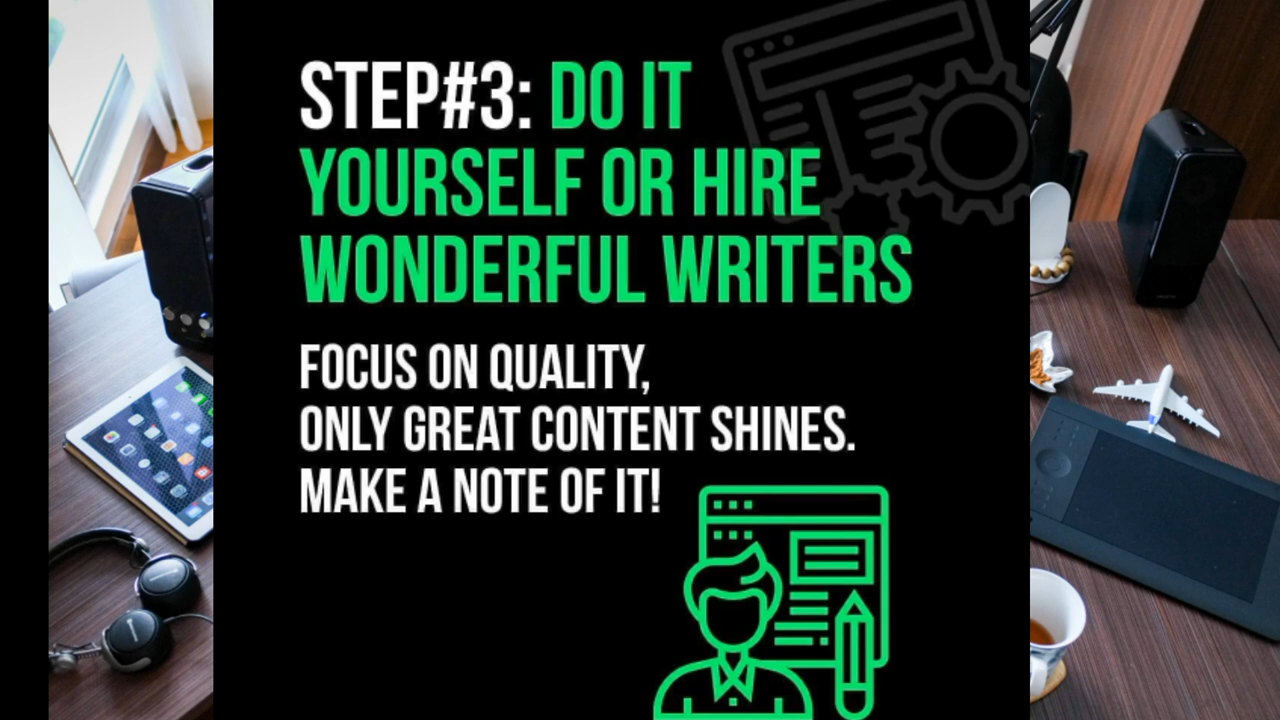 STEP#3: DO IT
YOURSELF OR HIRE
WONDERFUL WRITERS
FOCUS ON QUALITY,
ONLY GREAT CONTENT SHINES.
MAKE A NOTE OF IT!